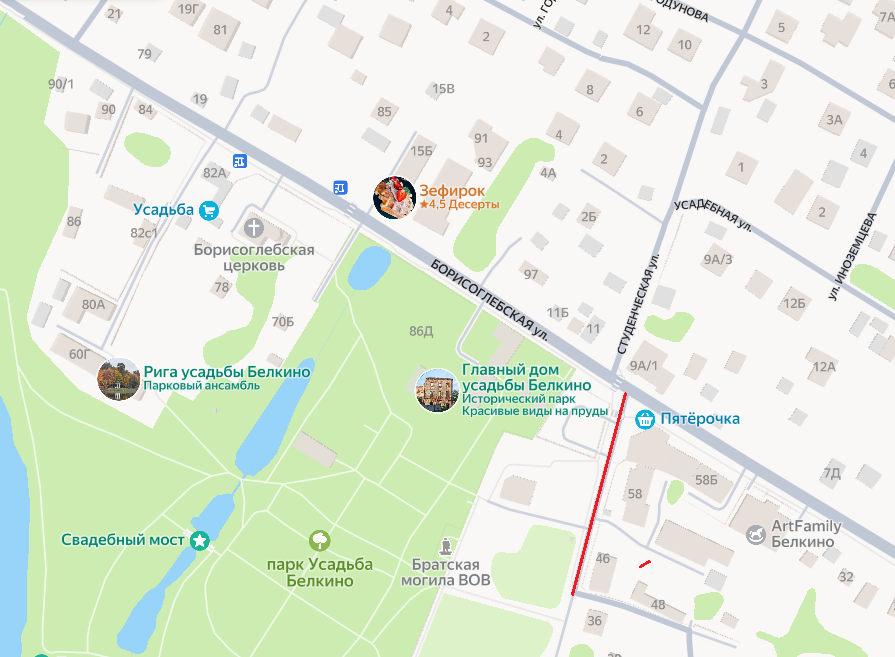 21
19Г
81
4
2
ул. ГО
ОДУНОВА
12
10
5
7А
79
90/1
90
84
19
15В
85
8
6
3
6
3А
4
15Б
91
93
4
4А
2
1
82А
Зефирок
★4,5 Десерты
Усадьба
УСАДЕБНАЯ ул.
2
86
82с1
Борисоглебская
церковь
2Б
ул. ИНОЗЕМЦЕВА
БОРИСОГЛЕБСКАЯ ул.
СТУДЕНЧЕСКАЯ ул.
9А/3
97
78
80А
70Б
86Д
11Б
11
12Б
60Г
Рига усадьбы Белкино
Парковый ансамбль
Главный дом
усадьбы Белкино
Исторический парк
Красивые виды на пруды
9А/1
12А
Пятёрочка
7Д
58
58Б
ArtFamily
Белкино
Свадебный мост
парк Усадьба
Белкино
Братская
могила ВОВ
46
48
32
36